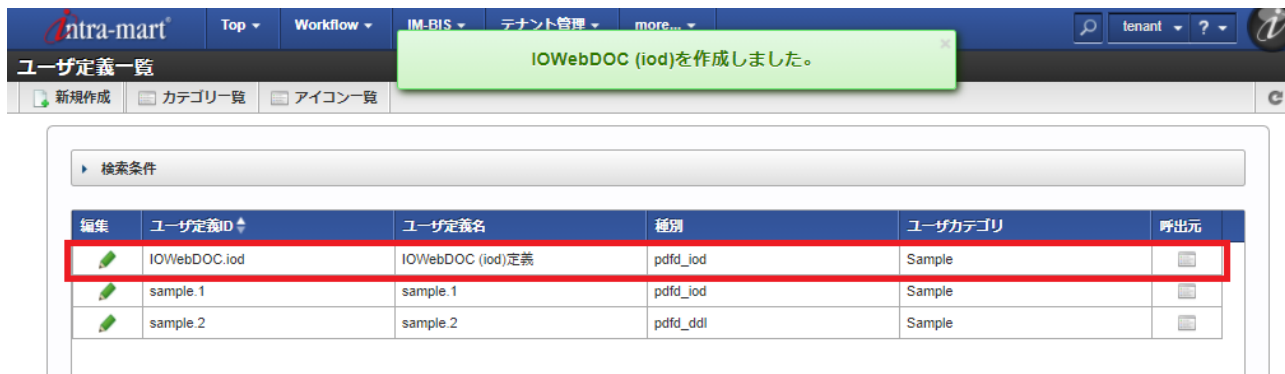 intra-mart Top Workflow IM-BIS テナント管理 more... tenant ?
IOWebDOC (iod)を作成しました。
ユーザ定義一覧
新規作成 カテゴリ一覧 アイコン一覧
検索条件
編集 ユーザ定義ID ユーザ定義名 種別 ユーザカテゴリ 呼出元
IOWebDOC.iod IOWebDOC (iod)定義 pdfd_iod Sample
sample.1 sample.1 pdfd_iod Sample
sample.2 sample.2 pdfd_ddl Sample